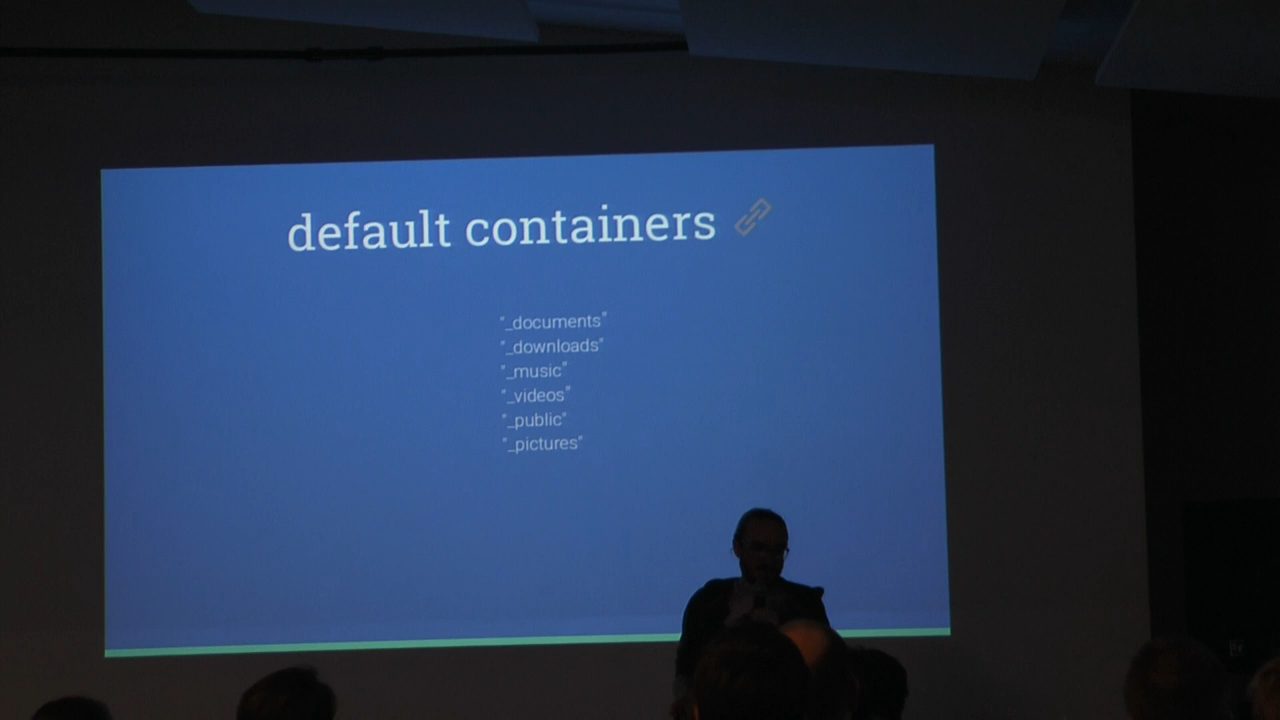 default containers
"_documents"
"_downloads"
"_music"
"_videos"
"_public"
"_pictures"